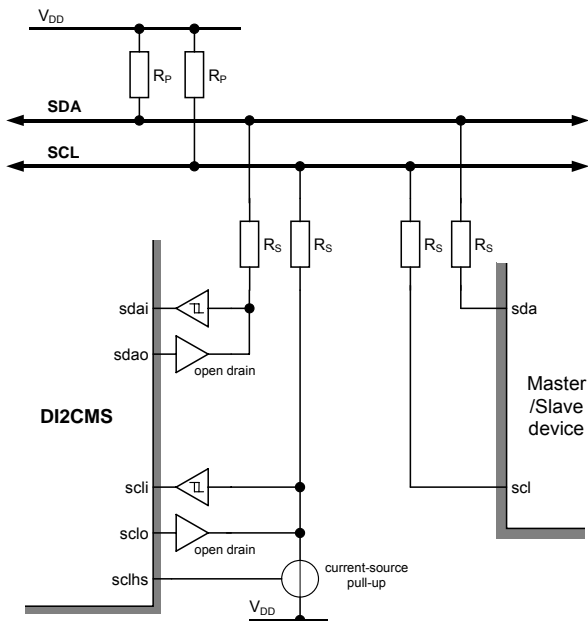 VDD
RP
RP
SDA
SCL
RS
RS
RS
RS
sdai
sda
sdao
open drain
Master
/Slave
device
DI2CMS
scli
scl
sclo
open drain
current-source
pull-up
sclhs
VDD